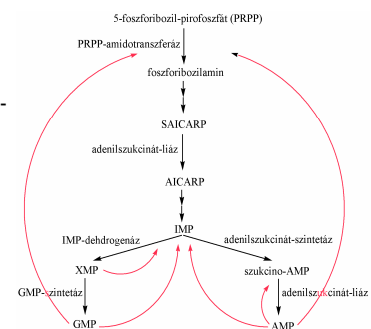 5-foszforibozil-pirofoszfát (PRPP)
PRPP-amidotranszferáz
foszforibozilamin
-
SAICARP
adenilszukcinát-liáz
AICARP
IMP
IMP-dehdrogenáz
adenilszukcinát-szintetáz
XMP
szukcino-AMP
GMP-szintetáz
adenilszukcinát-liáz
GMP
AMP